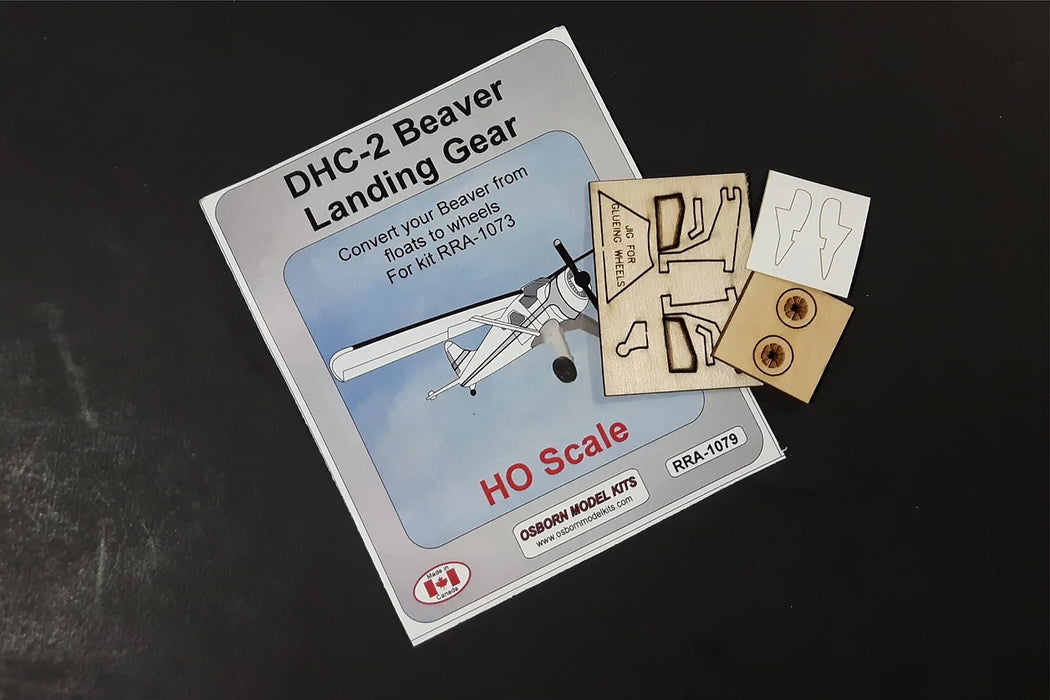 DHC-2 Beaver
Landing Gear
Convert your Beaver from
floats to wheels
For kit RRA-1073
HO Scale
RRA-1079
OSBORN MODEL KITS
www.osbornmodelkits.com
Made in
Canada
JIG FOR
GLUEING WHEELS